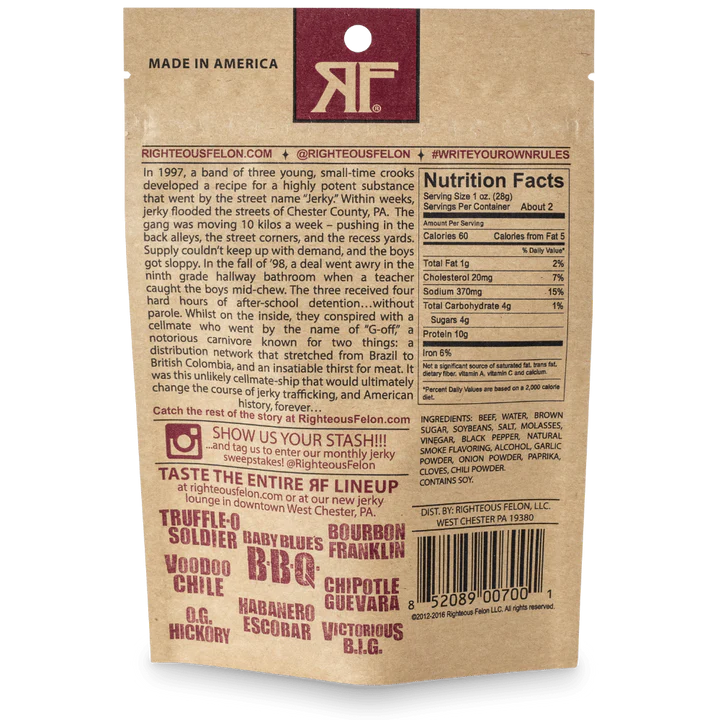 MADE IN AMERICA
RF®
RIGHTEOUSFELON.COM ✦ @RIGHTEOUSFELON ✦ #WRITEYOUROWNRULES
In 1997, a band of three young, small-time crooks
developed a recipe for a highly potent substance
that went by the street name "Jerky." Within weeks,
jerky flooded the streets of Chester County, PA. The
gang was moving 10 kilos a week – pushing in the
back alleys, the street corners, and the recess yards.
Supply couldn't keep up with demand, and the boys
got sloppy. In the fall of '98, a deal went awry in the
ninth grade hallway bathroom when a teacher
caught the boys mid-chew. The three received four
hard hours of after-school detention...without
parole. Whilst on the inside, they conspired with a
cellmate who went by the name of "G-off," a
notorious carnivore known for two things: a
distribution network that stretched from Brazil to
British Colombia, and an insatiable thirst for meat. It
was this unlikely cellmate-ship that would ultimately
change the course of jerky trafficking, and American
history, forever...
Catch the rest of the story at RighteousFelon.com
SHOW US YOUR STASH!!!
...and tag us to enter our monthly jerky
sweepstakes! @RighteousFelon
TASTE THE ENTIRE RF LINEUP
at righteousfelon.com or at our new jerky
lounge in downtown West Chester, PA.
TRUFFLE-O
SOLDIER
BABY BLUE'S
B•B•Q•
BOURBON
FRANKLIN
VOODOO
CHILE
CHIPOTLE
GUEVARA
O.G.
HICKORY
HABANERO
ESCOBAR
VICTORIOUS
B.I.G.
Nutrition Facts
Serving Size 1 oz. (28g)
Servings Per Container About 2
Amount Per Serving
Calories 60 Calories from Fat 5
% Daily Value*
Total Fat 1g 2%
Cholesterol 20mg 7%
Sodium 370mg 15%
Total Carbohydrate 4g 1%
Sugars 4g
Protein 10g
Iron 6%
Not a significant source of saturated fat, trans fat,
dietary fiber, vitamin A, vitamin C and calcium.
*Percent Daily Values are based on a 2,000 calorie
diet.
INGREDIENTS: BEEF, WATER, BROWN
SUGAR, SOYBEANS, SALT, MOLASSES,
VINEGAR, BLACK PEPPER, NATURAL
SMOKE FLAVORING, ALCOHOL, GARLIC
POWDER, ONION POWDER, PAPRIKA,
CLOVES, CHILI POWDER.
CONTAINS SOY.
DIST. BY: RIGHTEOUS FELON, LLC.
WEST CHESTER PA 19380
8 52089 00700 1
©2012-2016 Righteous Felon LLC. All rights reserved.